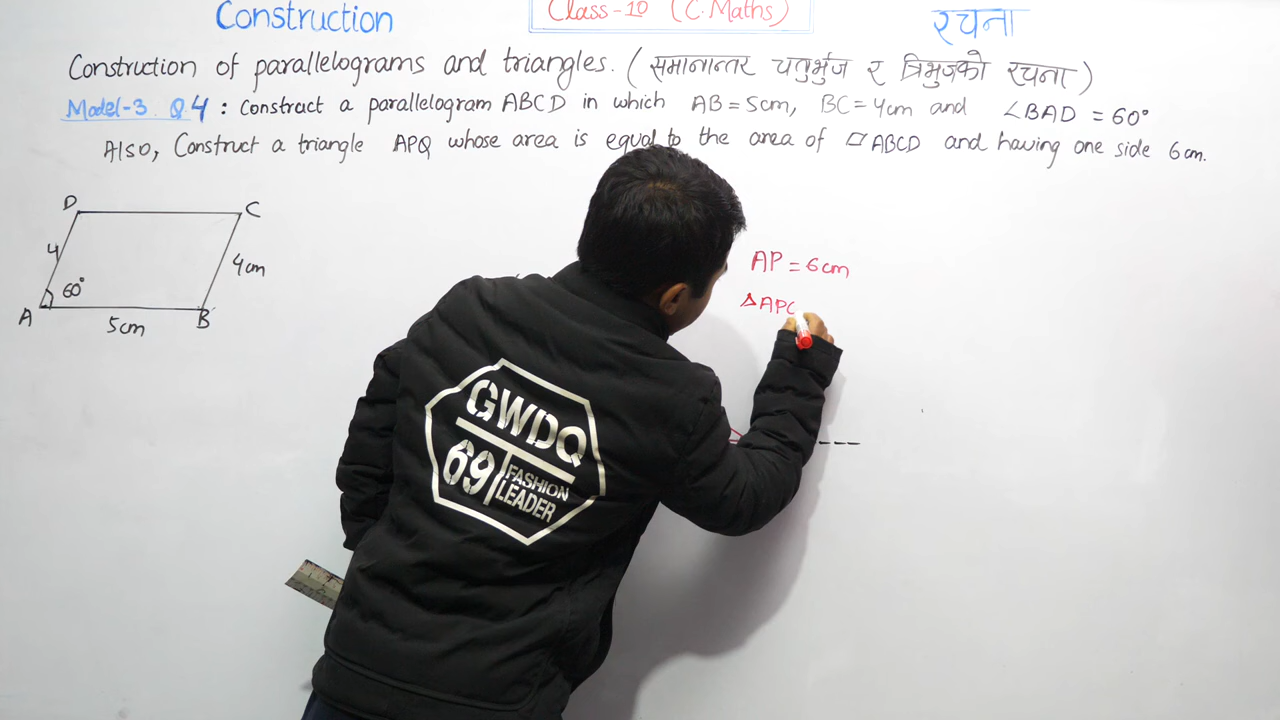 Construction Class-10 (C.Maths) रचना
Construction of parallelograms and triangles. (समानान्तर चतुर्भुज र त्रिभुजको रचना)
Model-3 Q4 : Construct a parallelogram ABCD in which AB = 5cm, BC = 4cm and ∠BAD = 60°
Also, Construct a triangle APQ whose area is equal to the area of ▱ABCD and having one side 6cm.
D C
4 4cm
60°
A 5cm B
AP = 6cm
△APQ
GWDQ
69 FASHION
LEADER